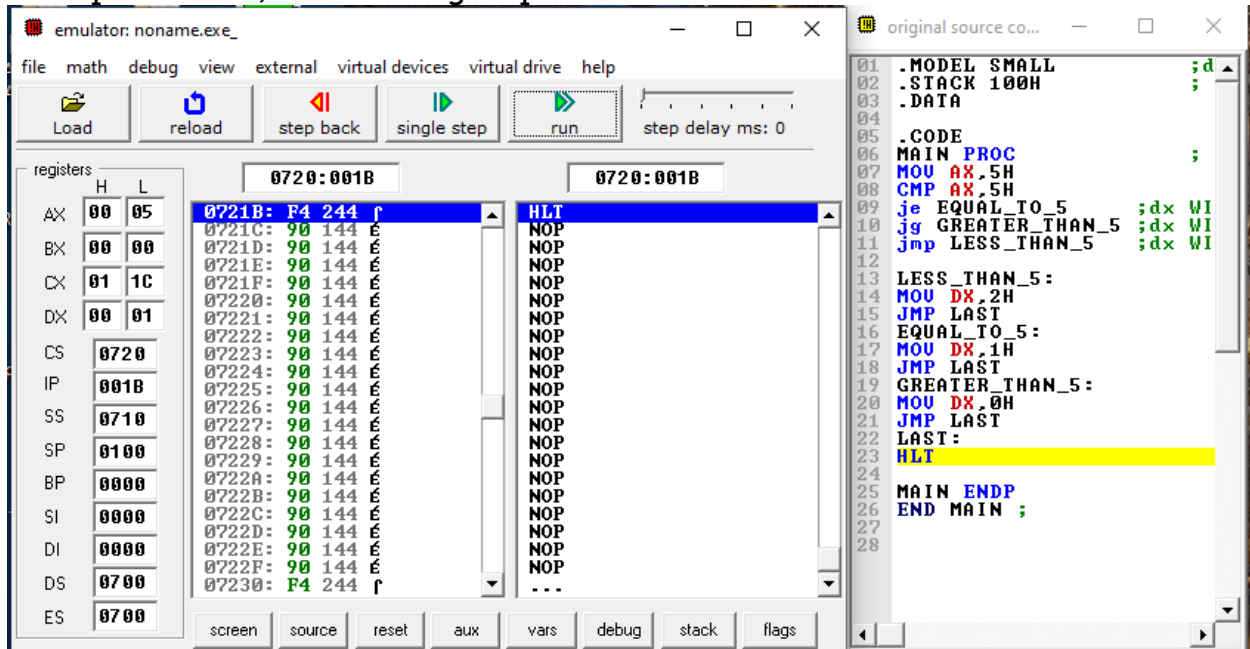 emulator: noname.exe_
file math debug view external virtual devices virtual drive help
Load reload step back single step run step delay ms: 0
registers
H L
AX 00 05
BX 00 00
CX 01 1C
DX 00 01
CS 0720
IP 001B
SS 0710
SP 0100
BP 0000
SI 0000
DI 0000
DS 0700
ES 0700
0720:001B 0720:001B
0721B: F4 244 ⌠ HLT
0721C: 90 144 É NOP
0721D: 90 144 É NOP
0721E: 90 144 É NOP
0721F: 90 144 É NOP
07220: 90 144 É NOP
07221: 90 144 É NOP
07222: 90 144 É NOP
07223: 90 144 É NOP
07224: 90 144 É NOP
07225: 90 144 É NOP
07226: 90 144 É NOP
07227: 90 144 É NOP
07228: 90 144 É NOP
07229: 90 144 É NOP
0722A: 90 144 É NOP
0722B: 90 144 É NOP
0722C: 90 144 É NOP
0722D: 90 144 É NOP
0722E: 90 144 É NOP
0722F: 90 144 É NOP
07230: F4 244 ⌠ ...
screen source reset aux vars debug stack flags
original source co...
01 .MODEL SMALL ;d
02 .STACK 100H ;
03 .DATA
04
05 .CODE
06 MAIN PROC ;
07 MOV AX,5H
08 CMP AX,5H
09 je EQUAL_TO_5 ;dx WI
10 jg GREATER_THAN_5 ;dx WI
11 jmp LESS_THAN_5 ;dx WI
12
13 LESS_THAN_5:
14 MOV DX,2H
15 JMP LAST
16 EQUAL_TO_5:
17 MOV DX,1H
18 JMP LAST
19 GREATER_THAN_5:
20 MOV DX,0H
21 JMP LAST
22 LAST:
23 HLT
24
25 MAIN ENDP
26 END MAIN ;
27
28